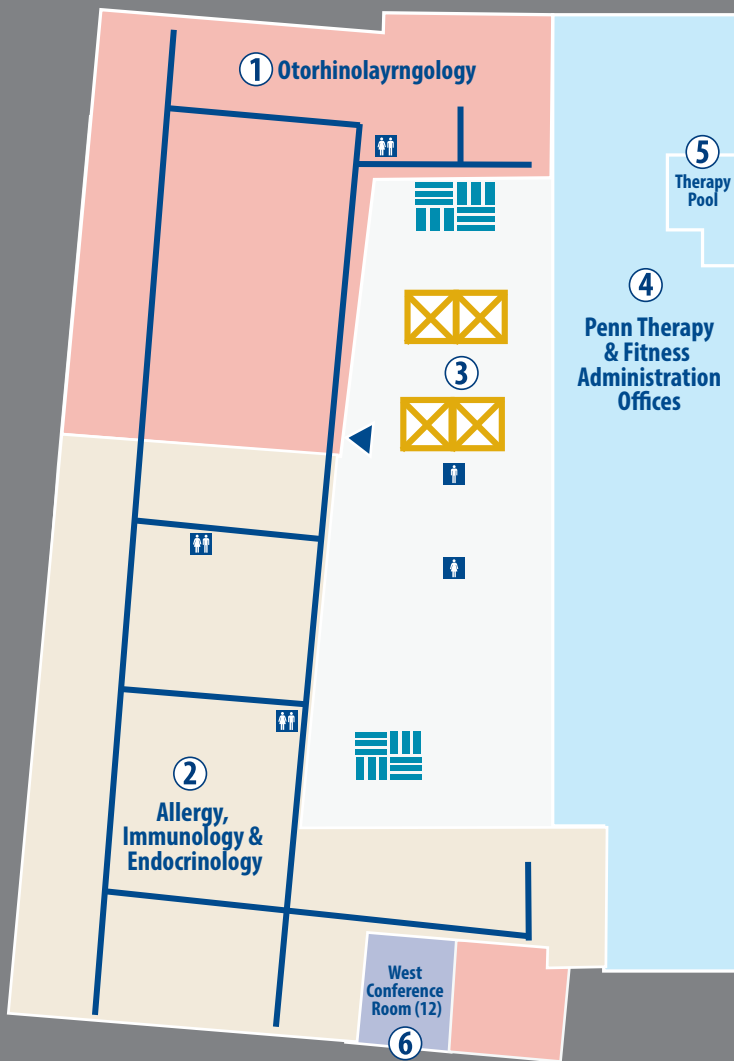 1 Otorhinolayrngology
5
Therapy
Pool
4
Penn Therapy
& Fitness
Administration
Offices
3
2
Allergy,
Immunology &
Endocrinology
West
Conference
Room (12)
6